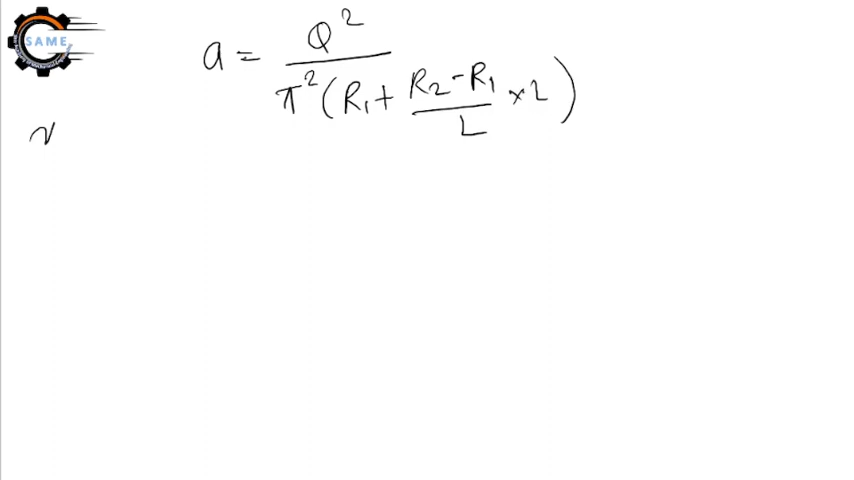 SAME
a = Q² / π² (R₁ + (R₂ - R₁) / L × 2)